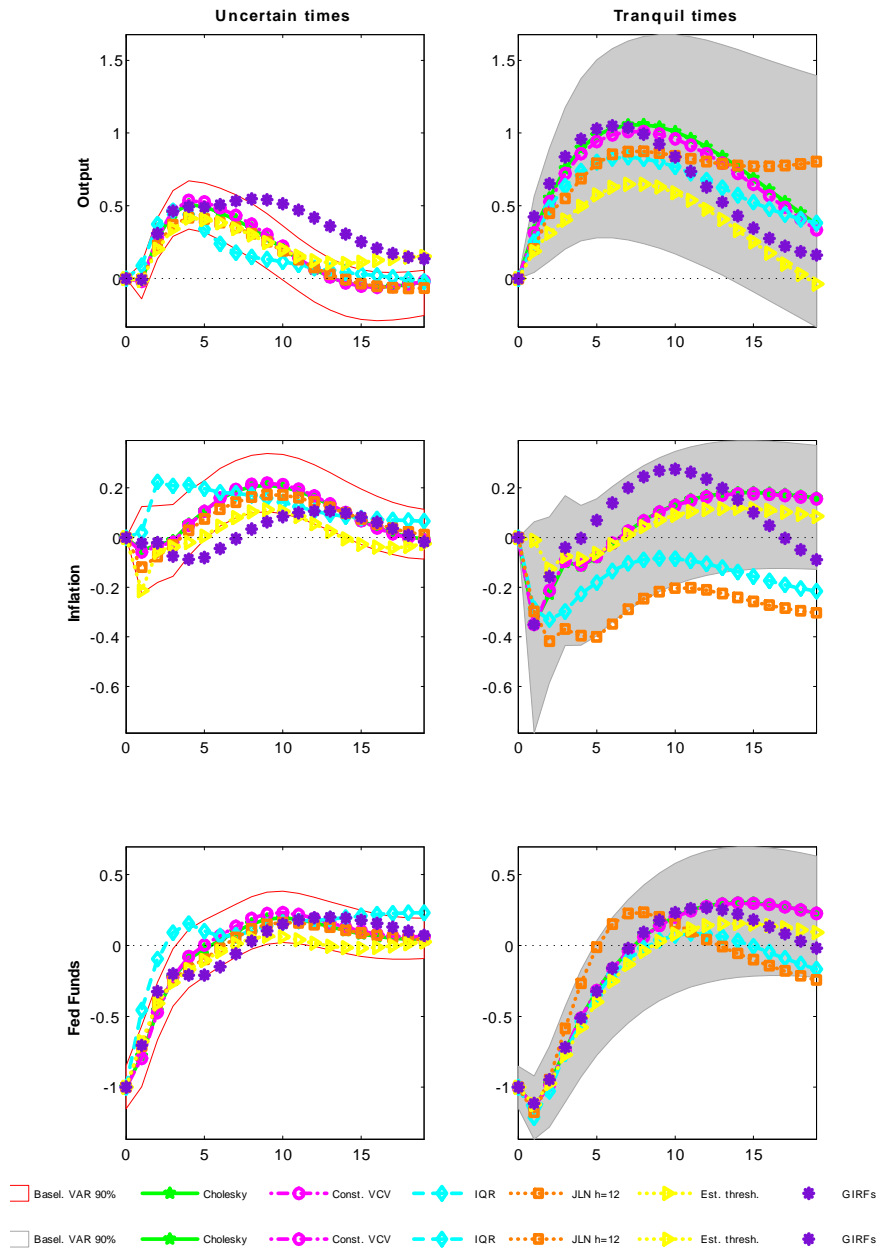 Uncertain times
Tranquil times
Output
1.5
1
0.5
0
0 5 10 15
1.5
1
0.5
0
0 5 10 15
Inflation
0.2
0
-0.2
-0.4
-0.6
0 5 10 15
0.2
0
-0.2
-0.4
-0.6
0 5 10 15
Fed Funds
0.5
0
-0.5
-1
0 5 10 15
0.5
0
-0.5
-1
0 5 10 15
Basel. VAR 90% Cholesky Const. VCV IQR JLN h=12 Est. thresh. GIRFs
Basel. VAR 90% Cholesky Const. VCV IQR JLN h=12 Est. thresh. GIRFs